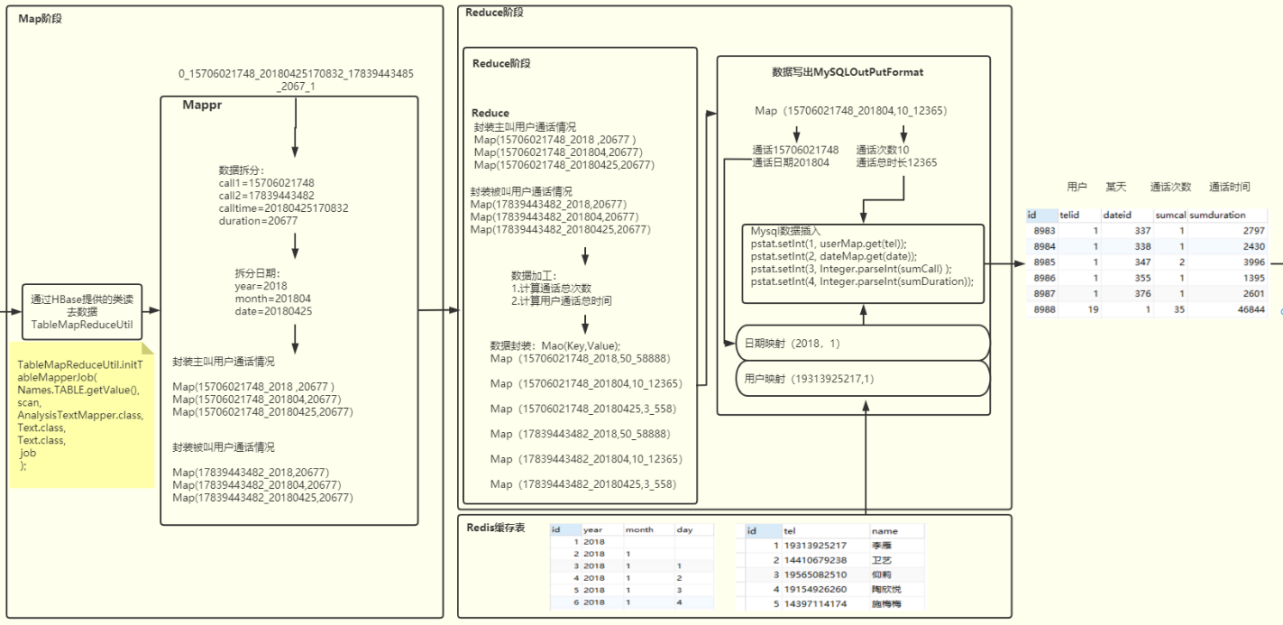 Map阶段
0_15706021748_20180425170832_17839443485
_2067_1
Mappr
数据拆分：
call1=15706021748
call2=17839443482
calltime=20180425170832
duration=20677
拆分日期：
year=2018
month=201804
date=20180425
封装主叫用户通话情况
Map(15706021748_2018 ,20677 )
Map(15706021748_201804,20677)
Map(15706021748_20180425,20677)
封装被叫用户通话情况
Map(17839443482_2018,20677)
Map(17839443482_201804,20677)
Map(17839443482_20180425,20677)
通过HBase提供的类读
去数据
TableMapReduceUtil
TableMapReduceUtil.initT
ableMapperJob(
Names.TABLE.getValue(),
scan,
AnalysisTextMapper.class,
Text.class,
Text.class,
job
);
Reduce阶段
Reduce阶段
Reduce
封装主叫用户通话情况
Map(15706021748_2018 ,20677 )
Map(15706021748_201804,20677)
Map(15706021748_20180425,20677)
封装被叫用户通话情况
Map(17839443482_2018,20677)
Map(17839443482_201804,20677)
Map(17839443482_20180425,20677)
数据加工：
1.计算通话总次数
2.计算用户通话总时间
数据封装：Mao(Key,Value);
Map（15706021748_2018,50_58888)
Map（15706021748_201804,10_12365)
Map（15706021748_20180425,3_558)
Map（17839443482_2018,50_58888)
Map（17839443482_201804,10_12365)
Map（17839443482_20180425,3_558)
数据写出MySQLOutPutFormat
Map（15706021748_201804,10_12365)
通话15706021748 通话次数10
通话日期201804 通话总时长12365
Mysql数据插入
pstat.setInt(1, userMap.get(tel));
pstat.setInt(2, dateMap.get(date));
pstat.setInt(3, Integer.parseInt(sumCall) );
pstat.setInt(4, Integer.parseInt(sumDuration));
日期映射（2018，1）
用户映射（19313925217,1）
用户 某天 通话次数 通话时间
id telid dateid sumcal sumduration
8983 1 337 1 2797
8984 1 338 1 2430
8985 1 347 2 3996
8986 1 355 1 1395
8987 1 376 1 2601
8988 19 1 35 46844
Redis缓存表
id year month day
1 2018
2 2018 1
3 2018 1 1
4 2018 1 2
5 2018 1 3
6 2018 1 4
id tel name
1 19313925217 李雁
2 14410679238 卫艺
3 19565082510 仰莉
4 19154926260 陶欣悦
5 14397114174 施梅梅